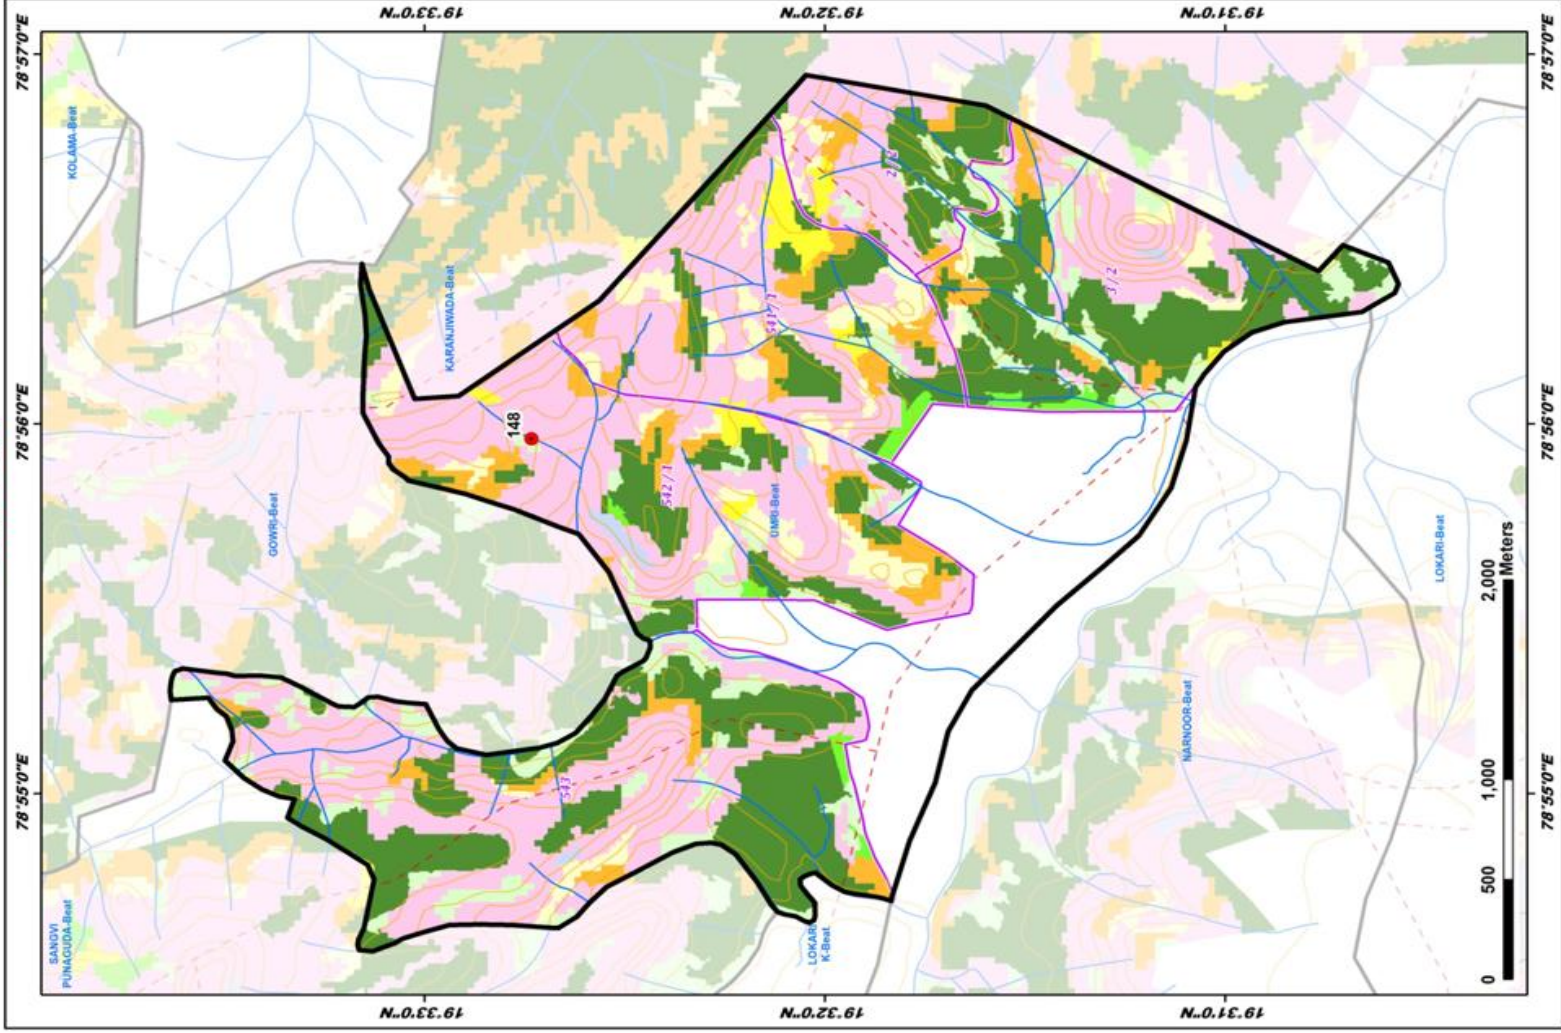 78°57'0"E
78°56'0"E
78°55'0"E
19°33'0"N
19°32'0"N
19°31'0"N
KOLAMA-Beat
KARANJIWADA-Beat
GOWRI-Beat
SANGVI
PUNAGUDA-Beat
148
541/1
2/2
3/2
542/1
UMRI-Beat
543
LOKARI
K-Beat
NARNOOR-Beat
LOKARI-Beat
0
500
1,000
2,000
Meters
19°33'0"N
19°32'0"N
19°31'0"N
78°57'0"E
78°56'0"E
78°55'0"E